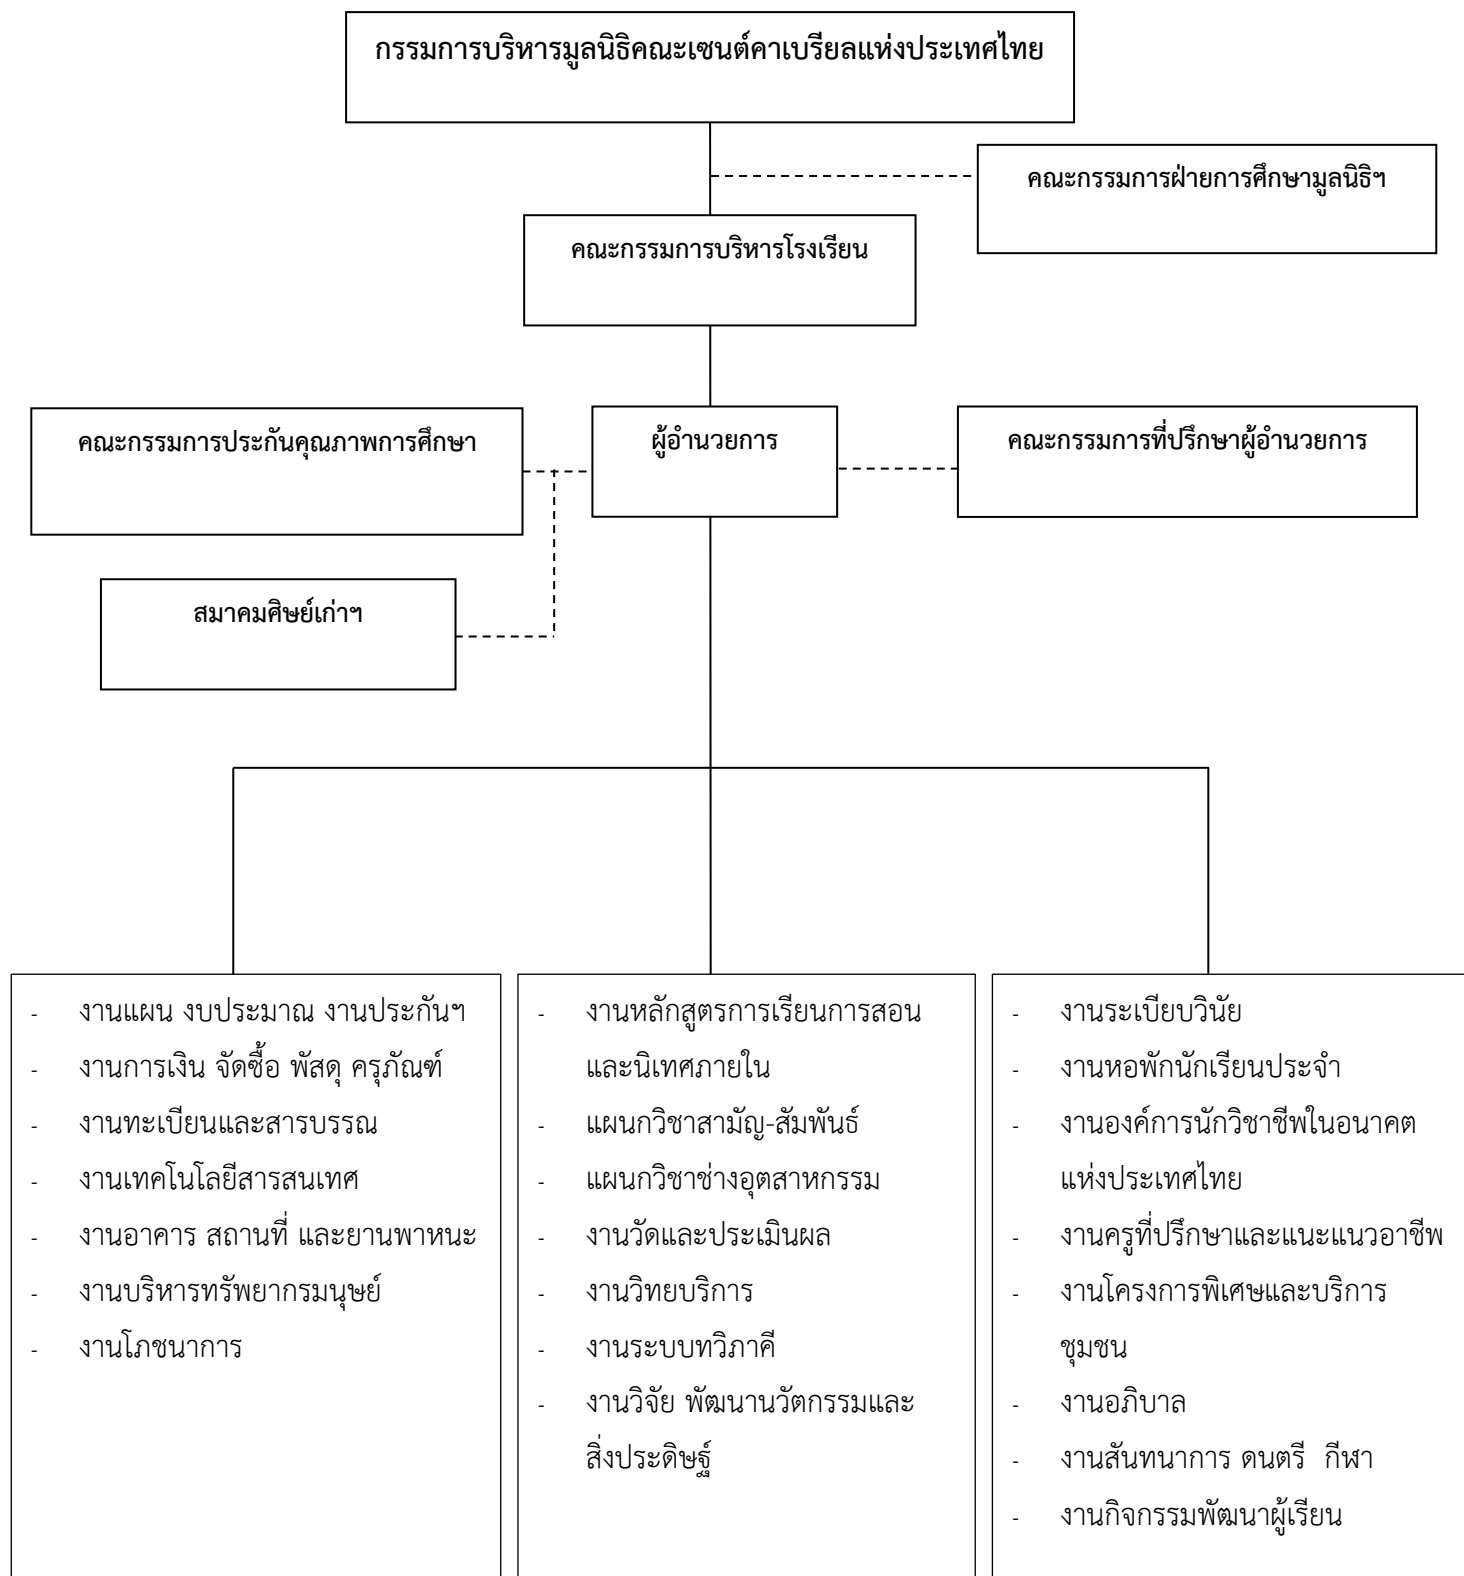 กรรมการบริหารมูลนิธิคณะเซนต์คาเบรียลแห่งประเทศไทย
คณะกรรมการฝ่ายการศึกษามูลนิธิฯ
คณะกรรมการบริหารโรงเรียน
คณะกรรมการประกันคุณภาพการศึกษา
ผู้อำนวยการ
คณะกรรมการที่ปรึกษาผู้อำนวยการ
สมาคมศิษย์เก่าฯ
- งานแผน งบประมาณ งานประกันฯ
- งานการเงิน จัดซื้อ พัสดุ ครุภัณฑ์
- งานทะเบียนและสารบรรณ
- งานเทคโนโลยีสารสนเทศ
- งานอาคาร สถานที่ และยานพาหนะ
- งานบริหารทรัพยากรมนุษย์
- งานโภชนาการ
- งานหลักสูตรการเรียนการสอน
และนิเทศภายใน
- แผนกวิชาสามัญ-สัมพันธ์
- แผนกวิชาช่างอุตสาหกรรม
- งานวัดและประเมินผล
- งานวิทยบริการ
- งานระบบทวิภาคี
- งานวิจัย พัฒนานวัตกรรมและ
สิ่งประดิษฐ์
- งานระเบียบวินัย
- งานหอพักนักเรียนประจำ
- งานองค์การนักวิชาชีพในอนาคต
แห่งประเทศไทย
- งานครูที่ปรึกษาและแนะแนวอาชีพ
- งานโครงการพิเศษและบริการ
ชุมชน
- งานอภิบาล
- งานสันทนาการ ดนตรี กีฬา
- งานกิจกรรมพัฒนาผู้เรียน